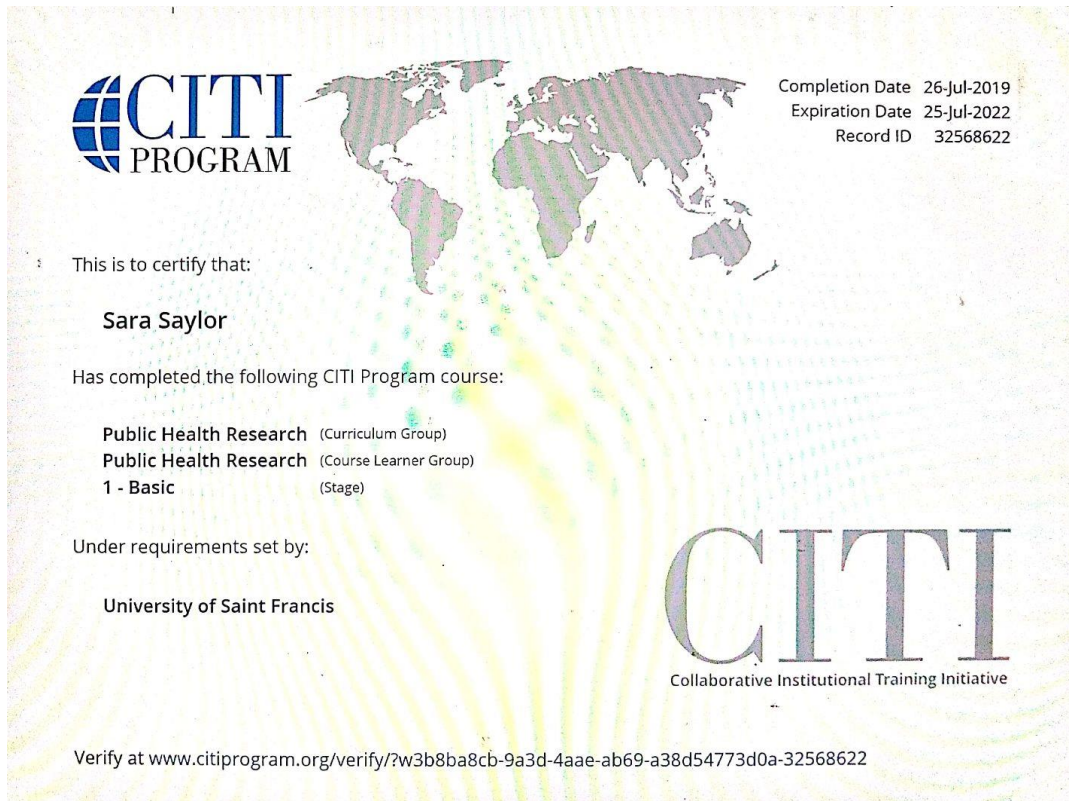 CITI
PROGRAM
Completion Date 26-Jul-2019
Expiration Date 25-Jul-2022
Record ID 32568622
This is to certify that:
Sara Saylor
Has completed the following CITI Program course:
Public Health Research (Curriculum Group)
Public Health Research (Course Learner Group)
1 - Basic (Stage)
Under requirements set by:
University of Saint Francis
CITI
Collaborative Institutional Training Initiative
Verify at www.citiprogram.org/verify/?w3b8ba8cb-9a3d-4aae-ab69-a38d54773d0a-32568622